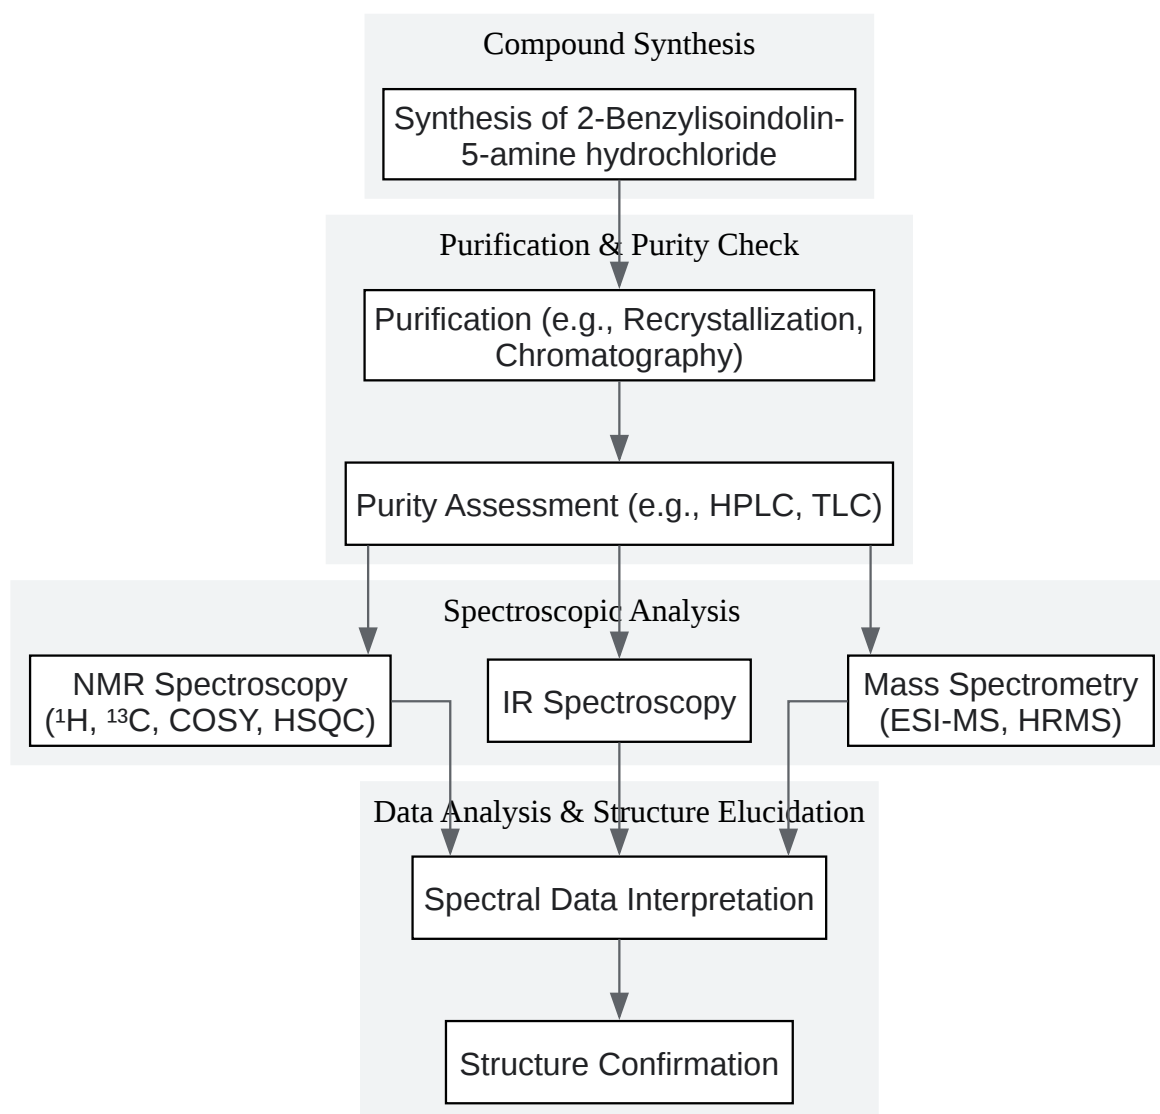 Compound Synthesis
Synthesis of 2-Benzylisoindolin-
5-amine hydrochloride
Purification & Purity Check
Purification (e.g., Recrystallization,
Chromatography)
Purity Assessment (e.g., HPLC, TLC)
Spectroscopic Analysis
NMR Spectroscopy
(¹H, ¹³C, COSY, HSQC)
IR Spectroscopy
Mass Spectrometry
(ESI-MS, HRMS)
Data Analysis & Structure Elucidation
Spectral Data Interpretation
Structure Confirmation